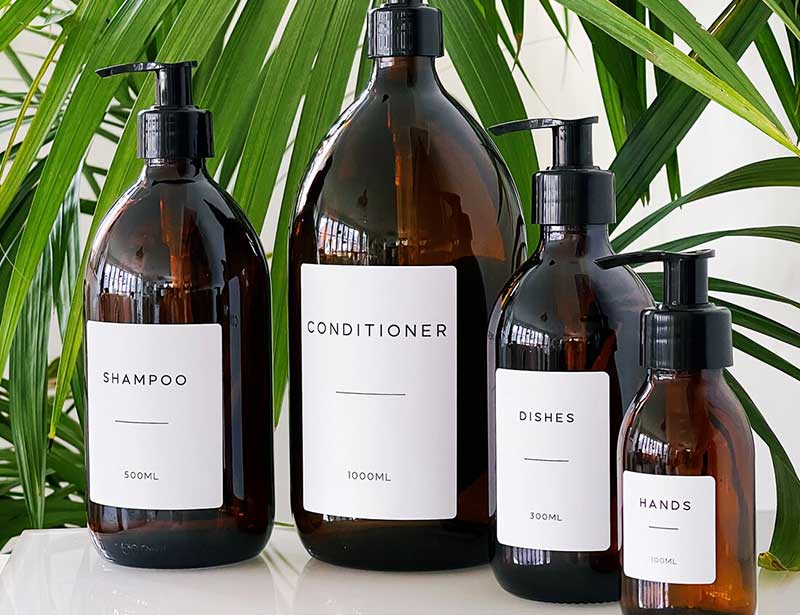 SHAMPOO
500ML
CONDITIONER
1000ML
DISHES
300ML
HANDS
100ML